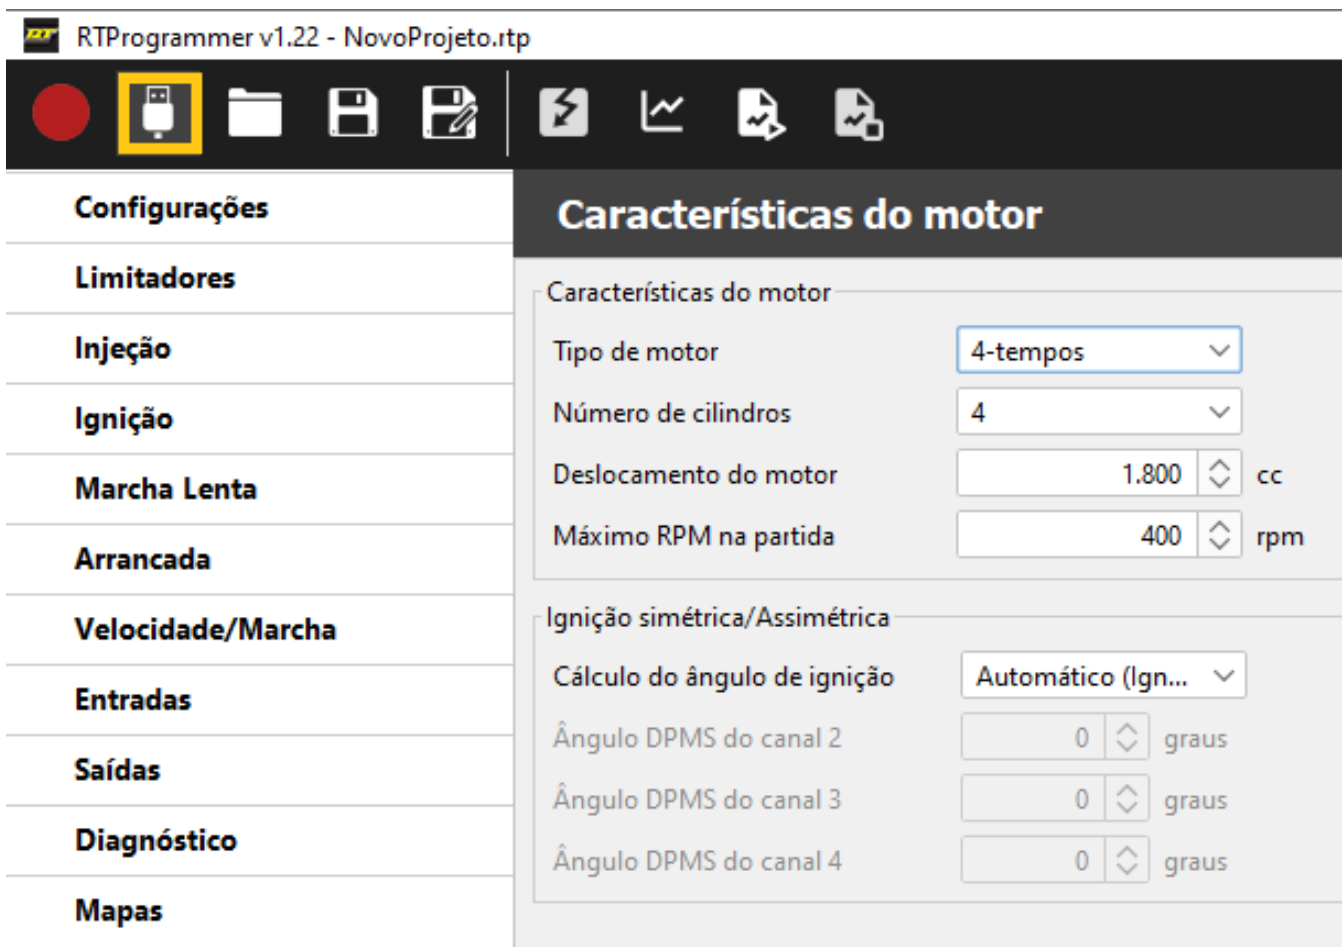 RTProgrammer v1.22 - NovoProjeto.rtp
Configurações
Limitadores
Injeção
Ignição
Marcha Lenta
Arrancada
Velocidade/Marcha
Entradas
Saídas
Diagnóstico
Mapas
Características do motor
Características do motor
Tipo de motor 4-tempos
Número de cilindros 4
Deslocamento do motor 1.800 cc
Máximo RPM na partida 400 rpm
Ignição simétrica/Assimétrica
Cálculo do ângulo de ignição Automático (Ign...
Ângulo DPMS do canal 2 0 graus
Ângulo DPMS do canal 3 0 graus
Ângulo DPMS do canal 4 0 graus